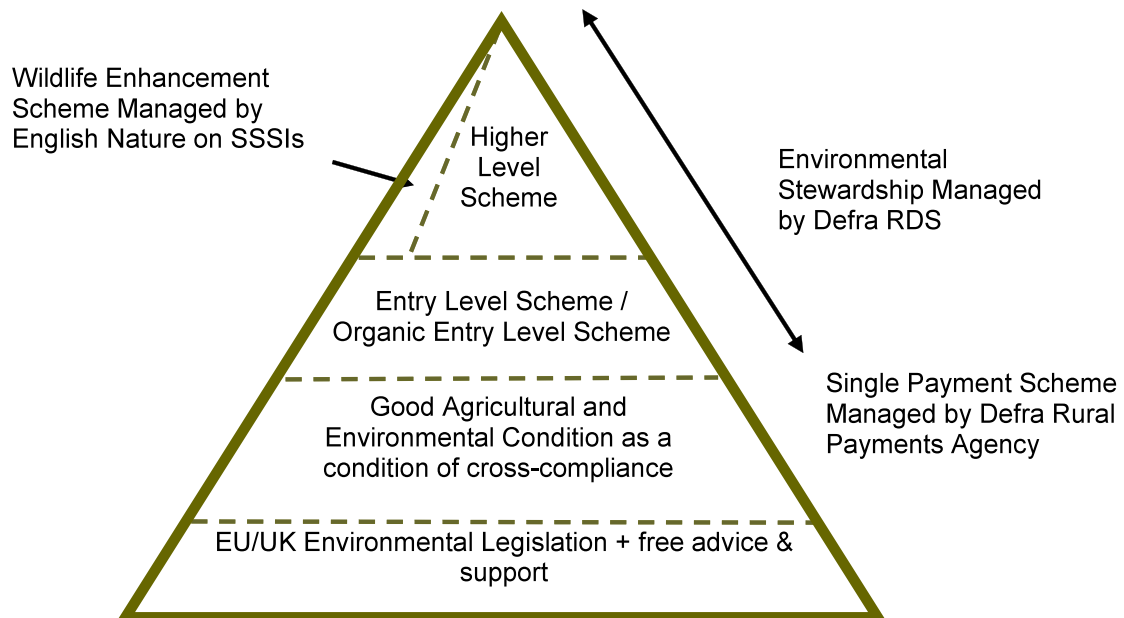 Wildlife Enhancement
Scheme Managed by
English Nature on SSSIs
Higher
Level
Scheme
Environmental
Stewardship Managed
by Defra RDS
Entry Level Scheme /
Organic Entry Level Scheme
Single Payment Scheme
Managed by Defra Rural
Payments Agency
Good Agricultural and
Environmental Condition as a
condition of cross-compliance
EU/UK Environmental Legislation + free advice &
support